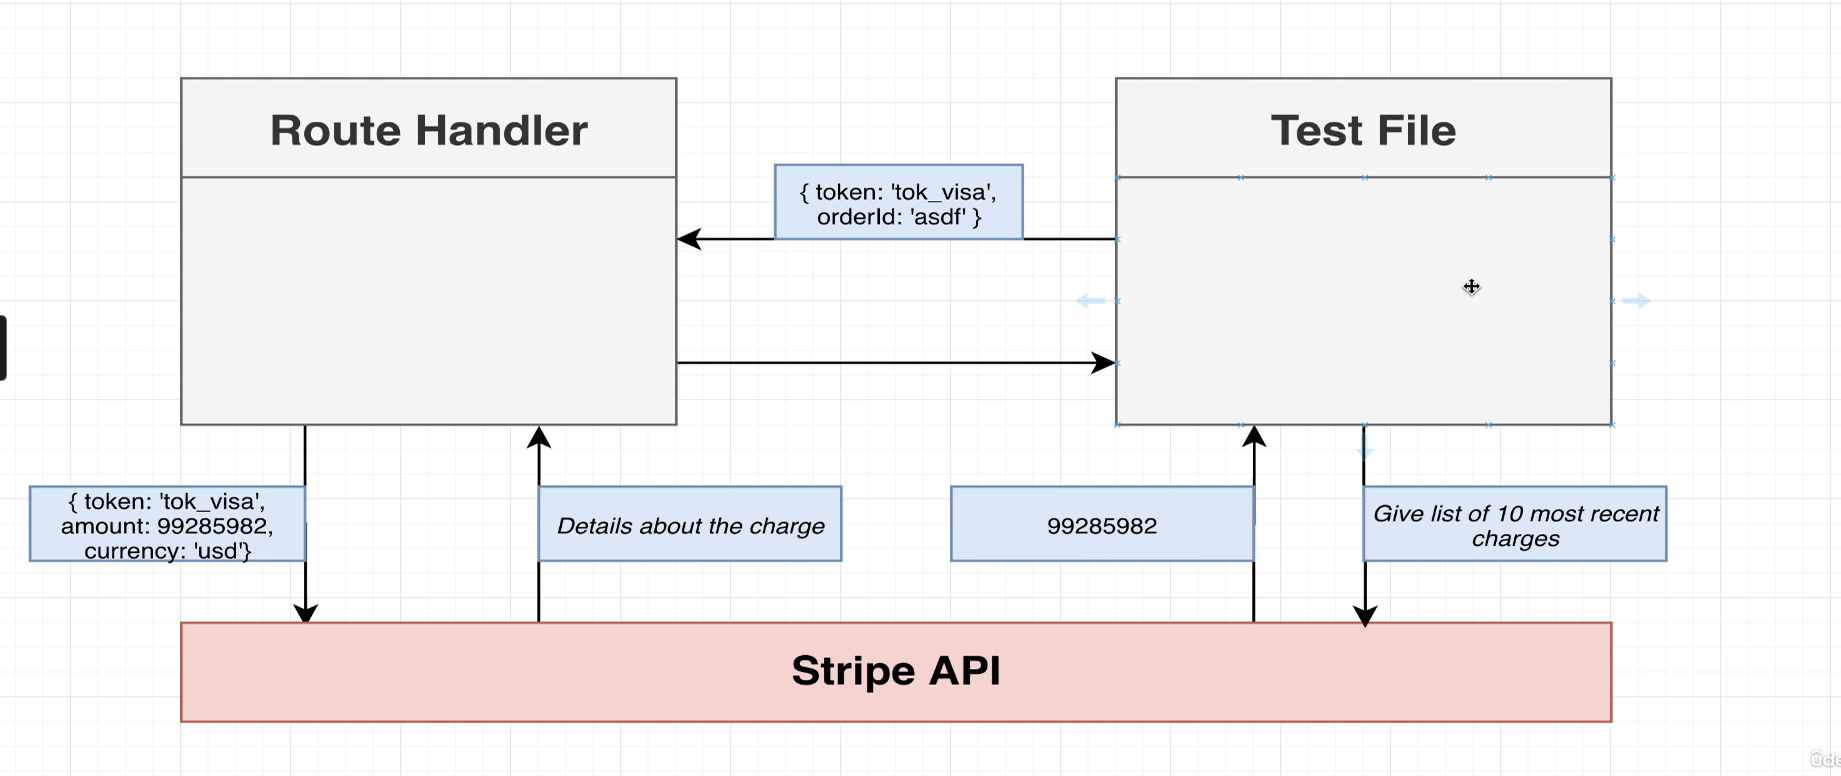 Route Handler
Test File
{ token: 'tok_visa',
orderId: 'asdf' }
{ token: 'tok_visa',
amount: 99285982,
currency: 'usd'}
Details about the charge
99285982
Give list of 10 most recent
charges
Stripe API